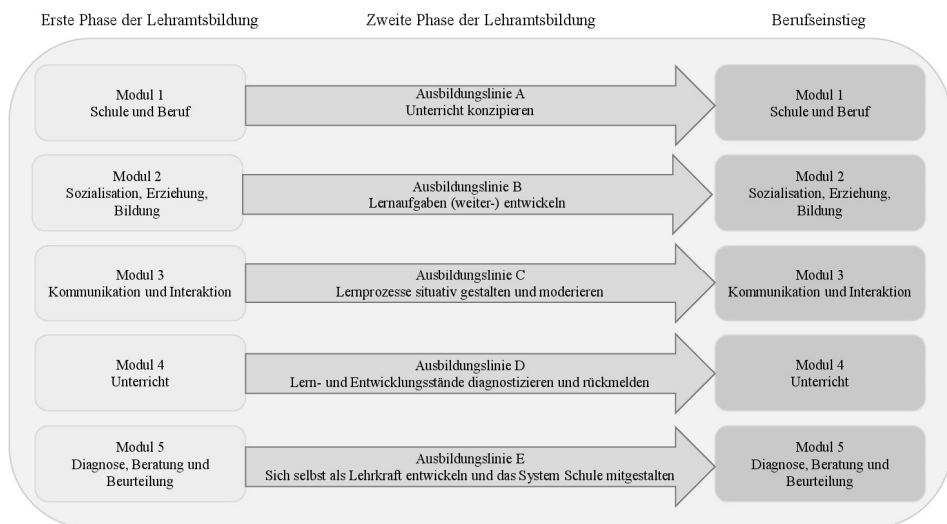 Erste Phase der Lehramtsbildung
Zweite Phase der Lehramtsbildung
Berufseinstieg
Modul 1
Schule und Beruf
Ausbildungslinie A
Unterricht konzipieren
Modul 1
Schule und Beruf
Modul 2
Sozialisation, Erziehung,
Bildung
Ausbildungslinie B
Lernaufgaben (weiter-) entwickeln
Modul 2
Sozialisation, Erziehung,
Bildung
Modul 3
Kommunikation und Interaktion
Ausbildungslinie C
Lernprozesse situativ gestalten und moderieren
Modul 3
Kommunikation und Interaktion
Modul 4
Unterricht
Ausbildungslinie D
Lern- und Entwicklungsstände diagnostizieren und rückmelden
Modul 4
Unterricht
Modul 5
Diagnose, Beratung und
Beurteilung
Ausbildungslinie E
Sich selbst als Lehrkraft entwickeln und das System Schule mitgestalten
Modul 5
Diagnose, Beratung und
Beurteilung